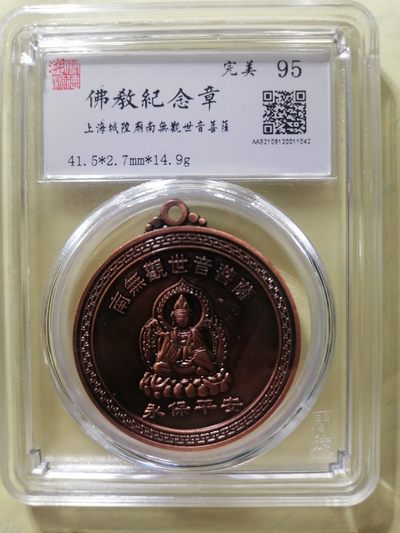 完美 95
佛教紀念章
上海城隍廟南無觀世音菩薩
AAS2108120011042
41.5*2.7mm*14.9g
南無觀世音菩薩
永保平安